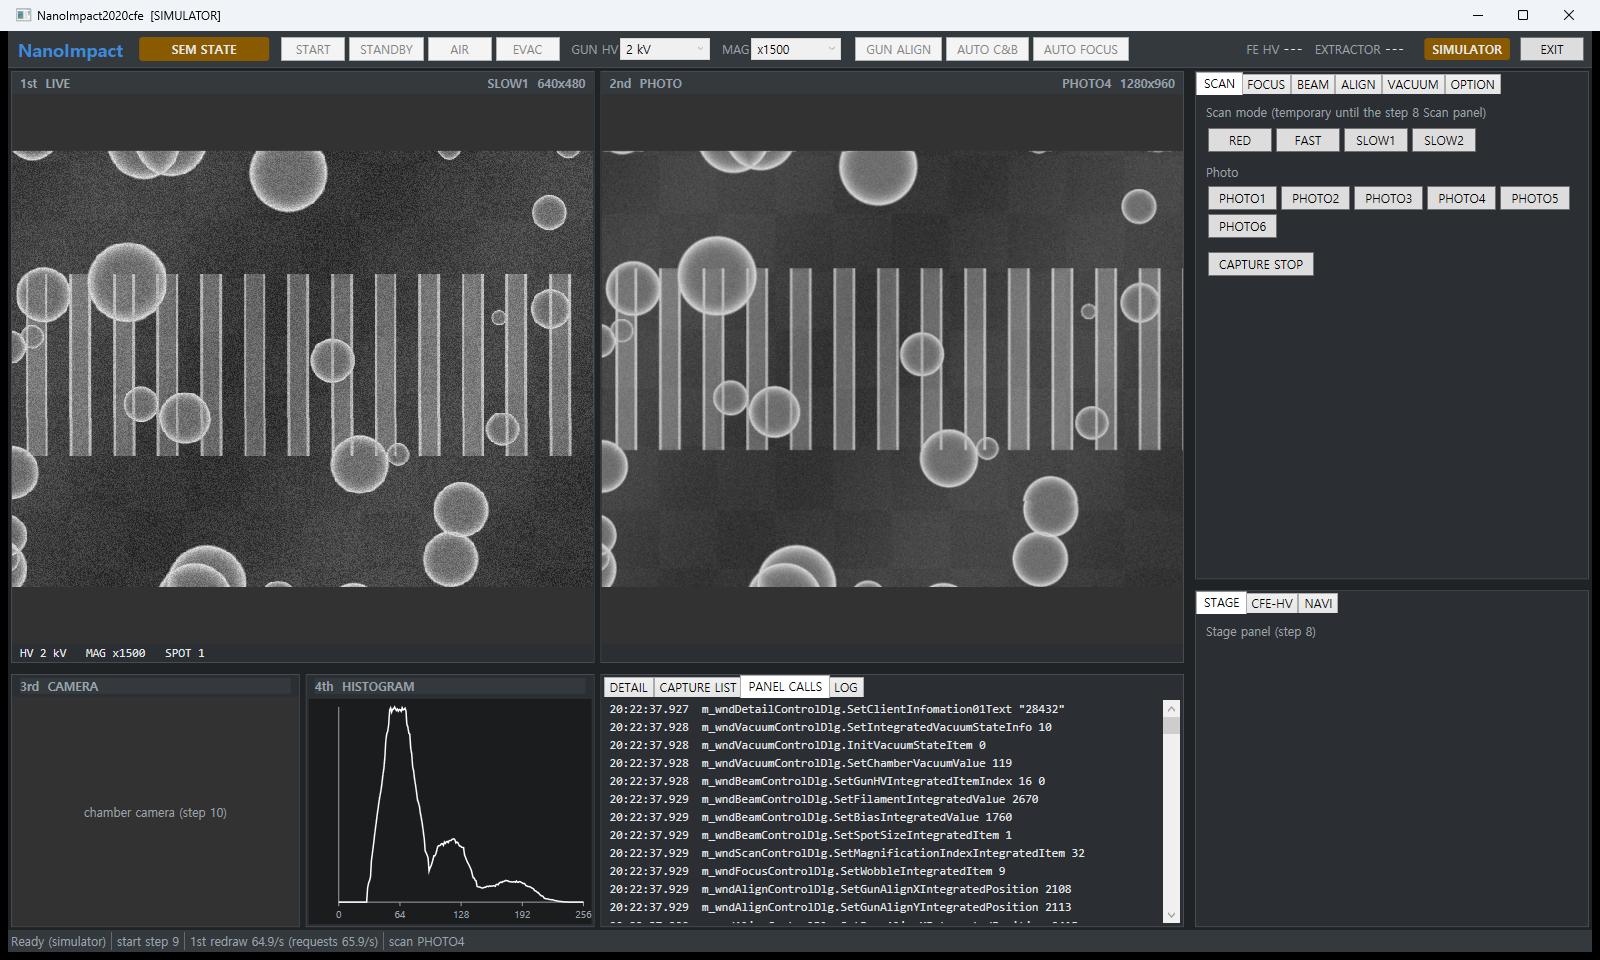 NanoImpact2020cfe [SIMULATOR]
NanoImpact SEM STATE START STANDBY AIR EVAC GUN HV 2 kV MAG x1500 GUN ALIGN AUTO C&B AUTO FOCUS FE HV --- EXTRACTOR --- SIMULATOR EXIT
1st LIVE SLOW1 640x480
2nd PHOTO PHOTO4 1280x960
HV 2 kV MAG x1500 SPOT 1
SCAN FOCUS BEAM ALIGN VACUUM OPTION
Scan mode (temporary until the step 8 Scan panel)
RED FAST SLOW1 SLOW2
Photo
PHOTO1 PHOTO2 PHOTO3 PHOTO4 PHOTO5
PHOTO6
CAPTURE STOP
STAGE CFE-HV NAVI
Stage panel (step 8)
3rd CAMERA
chamber camera (step 10)
4th HISTOGRAM
0 64 128 192 256
DETAIL CAPTURE LIST PANEL CALLS LOG
20:22:37.927 m_wndDetailControlDlg.SetClientInfomation01Text "28432"
20:22:37.928 m_wndVacuumControlDlg.SetIntegratedVacuumStateInfo 10
20:22:37.928 m_wndVacuumControlDlg.InitVacuumStateItem 0
20:22:37.928 m_wndVacuumControlDlg.SetChamberVacuumValue 119
20:22:37.928 m_wndBeamControlDlg.SetGunHVIntegratedItemIndex 16 0
20:22:37.929 m_wndBeamControlDlg.SetFilamentIntegratedValue 2670
20:22:37.929 m_wndBeamControlDlg.SetBiasIntegratedValue 1760
20:22:37.929 m_wndBeamControlDlg.SetSpotSizeIntegratedItem 1
20:22:37.929 m_wndScanControlDlg.SetMagnificationIndexIntegratedItem 32
20:22:37.929 m_wndFocusControlDlg.SetWobbleIntegratedItem 9
20:22:37.929 m_wndAlignControlDlg.SetGunAlignXIntegratedPosition 2108
20:22:37.929 m_wndAlignControlDlg.SetGunAlignYIntegratedPosition 2113
Ready (simulator) start step 9 1st redraw 64.9/s (requests 65.9/s) scan PHOTO4